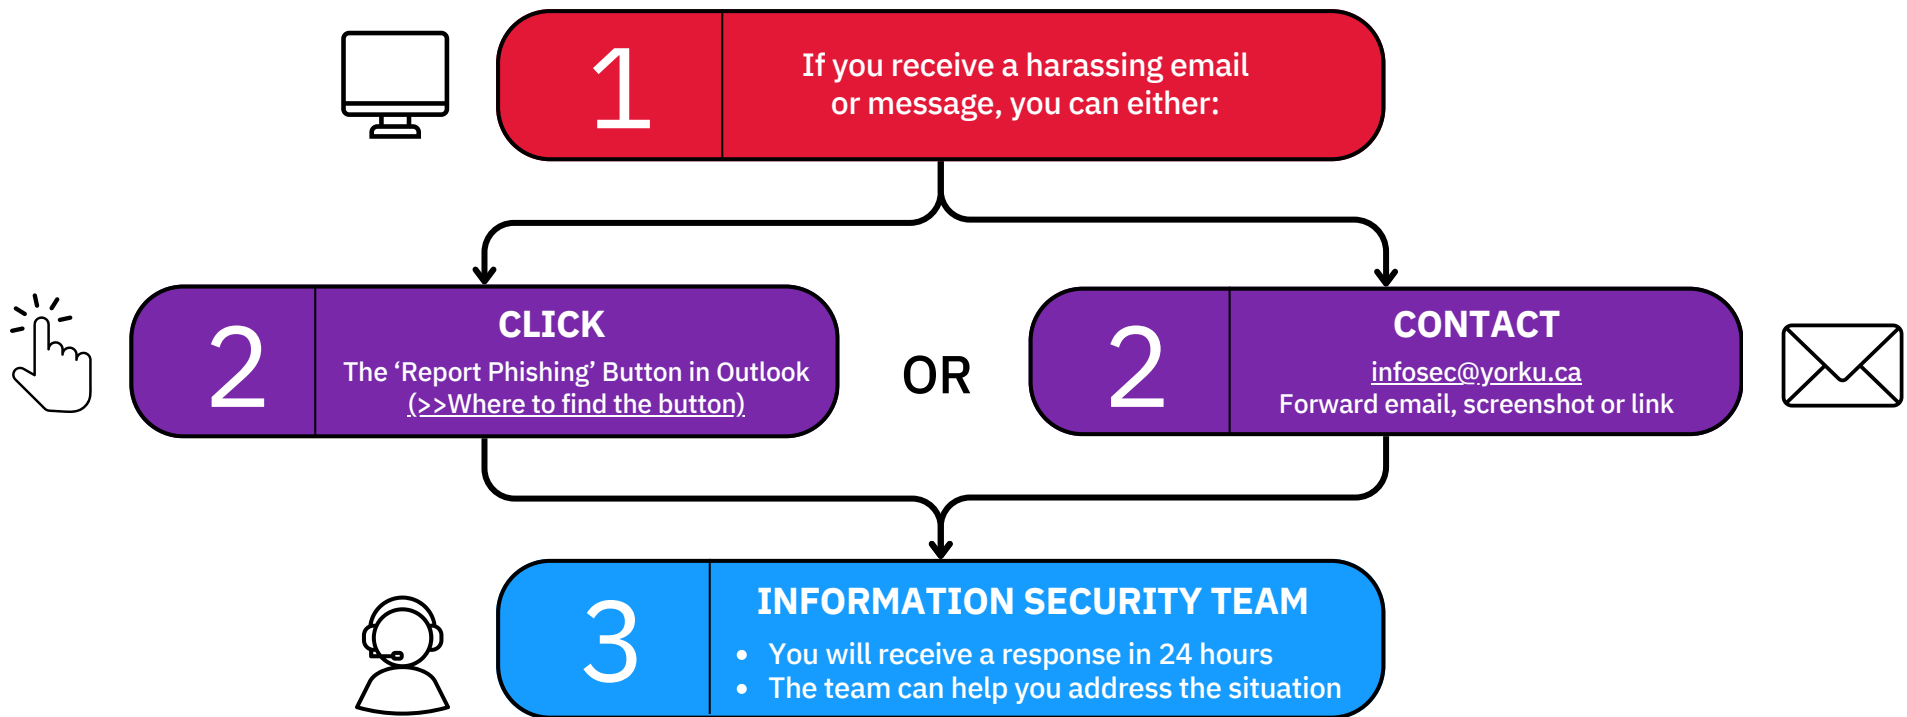 1
If you receive a harassing email
or message, you can either:
2
CLICK
The ‘Report Phishing’ Button in Outlook
(>>Where to find the button)
OR
2
CONTACT
infosec@yorku.ca
Forward email, screenshot or link
3
INFORMATION SECURITY TEAM
• You will receive a response in 24 hours
• The team can help you address the situation